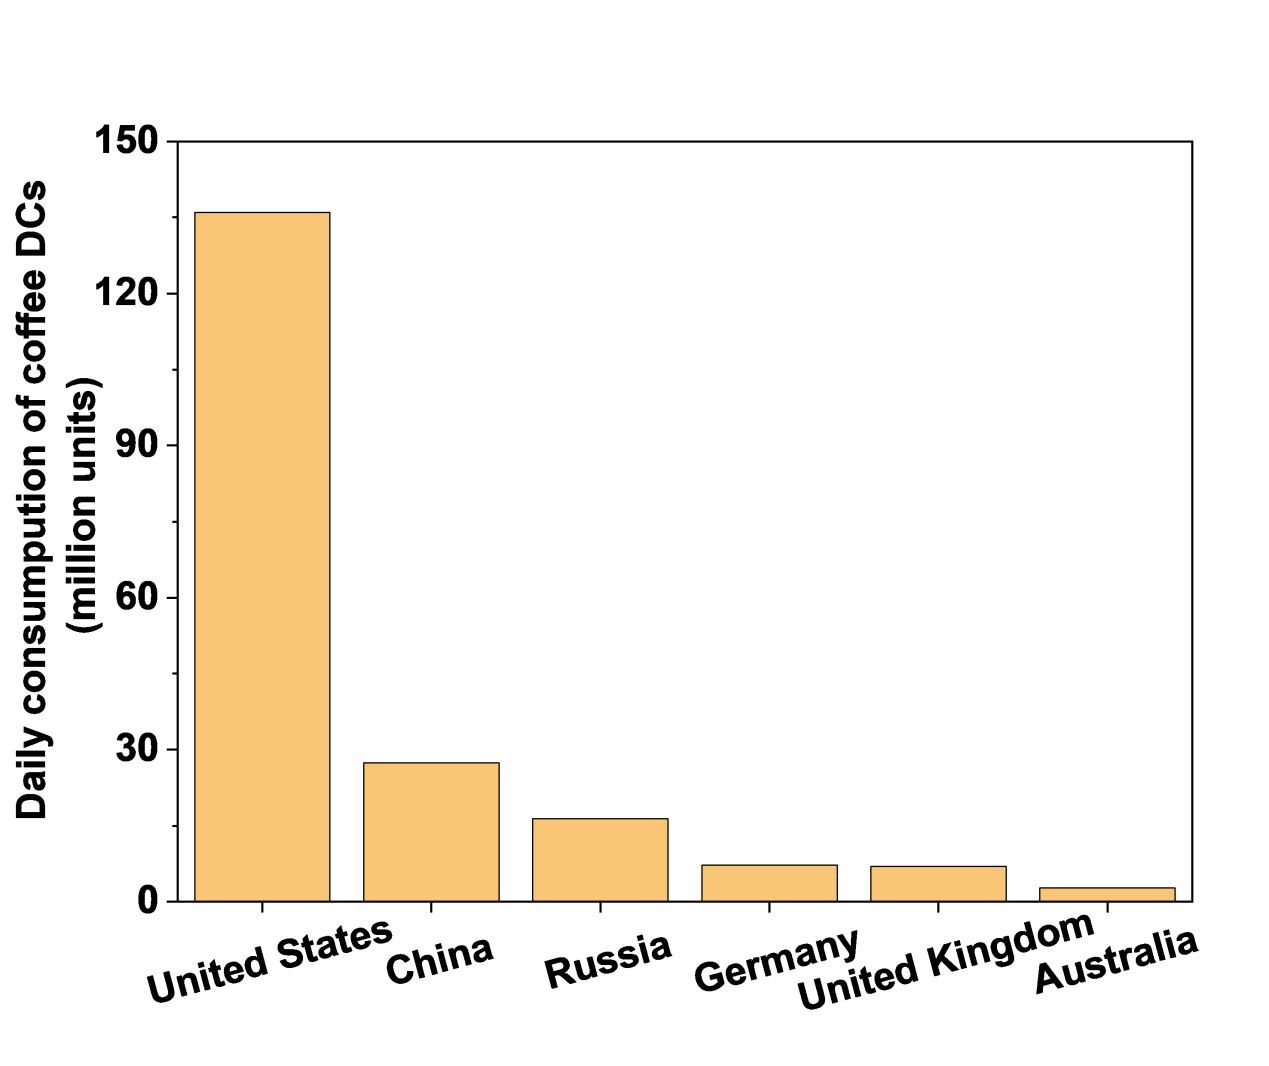 Daily consumpution of coffee DCs
(million units)
150
120
90
60
30
0
United States
China
Russia
Germany
United Kingdom
Australia